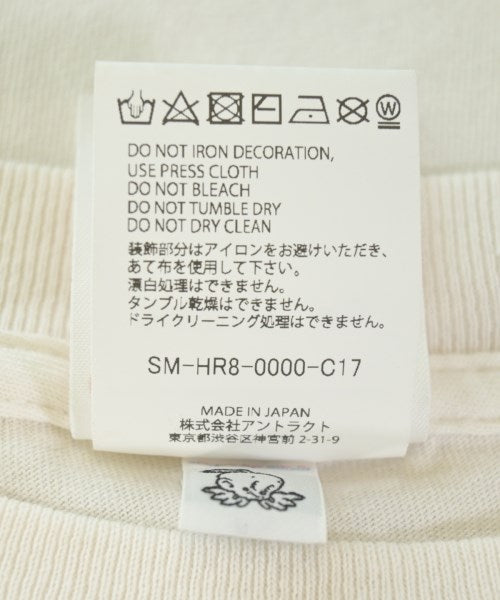 W
DO NOT IRON DECORATION,
USE PRESS CLOTH
DO NOT BLEACH
DO NOT TUMBLE DRY
DO NOT DRY CLEAN
装飾部分はアイロンをお避けいただき、
あて布を使用して下さい。
漂白処理はできません。
タンブル乾燥はできません。
ドライクリーニング処理はできません。
SM-HR8-0000-C17
MADE IN JAPAN
株式会社アントラクト
東京都渋谷区神宮前 2-31-9